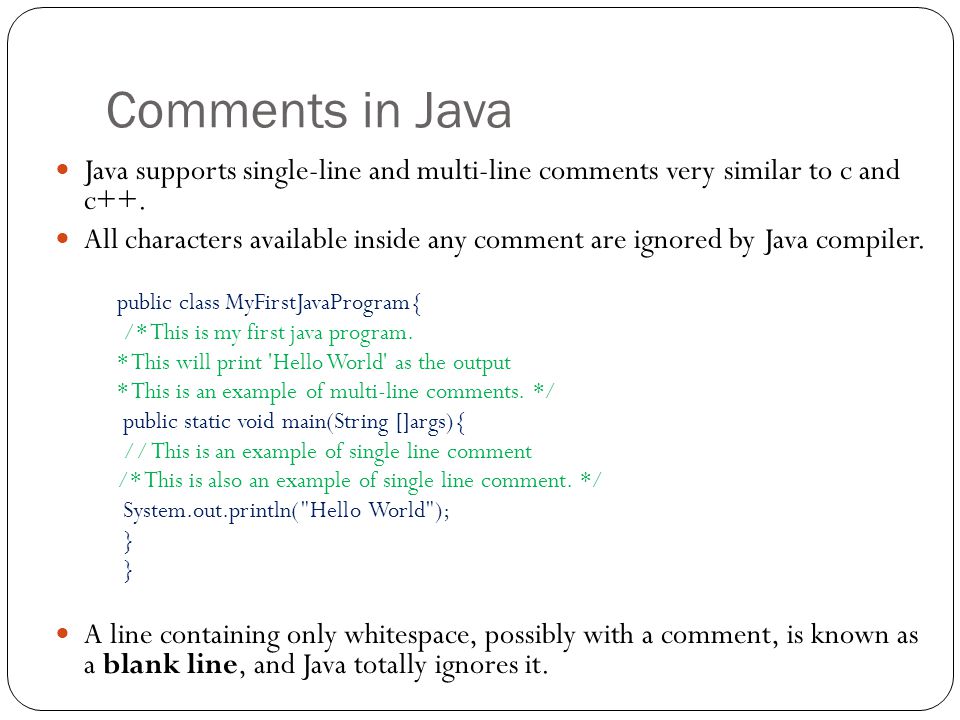 Comments in Java
Java supports single-line and multi-line comments very similar to c and
c++.
All characters available inside any comment are ignored by Java compiler.
public class MyFirstJavaProgram{
/* This is my first java program.
* This will print 'Hello World' as the output
* This is an example of multi-line comments. */
public static void main(String []args){
// This is an example of single line comment
/* This is also an example of single line comment. */
System.out.println("Hello World");
}
}
A line containing only whitespace, possibly with a comment, is known as
a blank line, and Java totally ignores it.